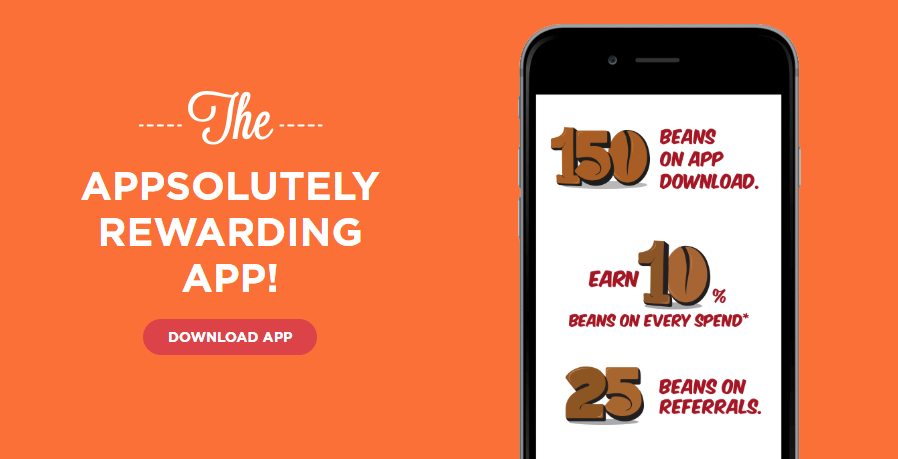 The
APPSOLUTELY
REWARDING
APP!
DOWNLOAD APP
150 BEANS
ON APP
DOWNLOAD.
EARN 10%
BEANS ON EVERY SPEND*
25 BEANS ON
REFERRALS.